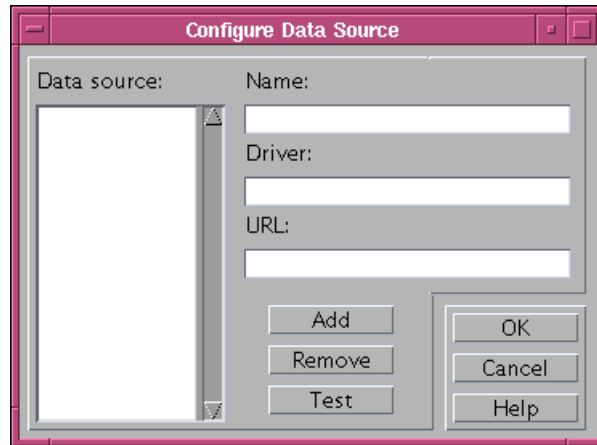 Configure Data Source
Data source:
Name:
Driver:
URL:
Add
Remove
Test
OK
Cancel
Help